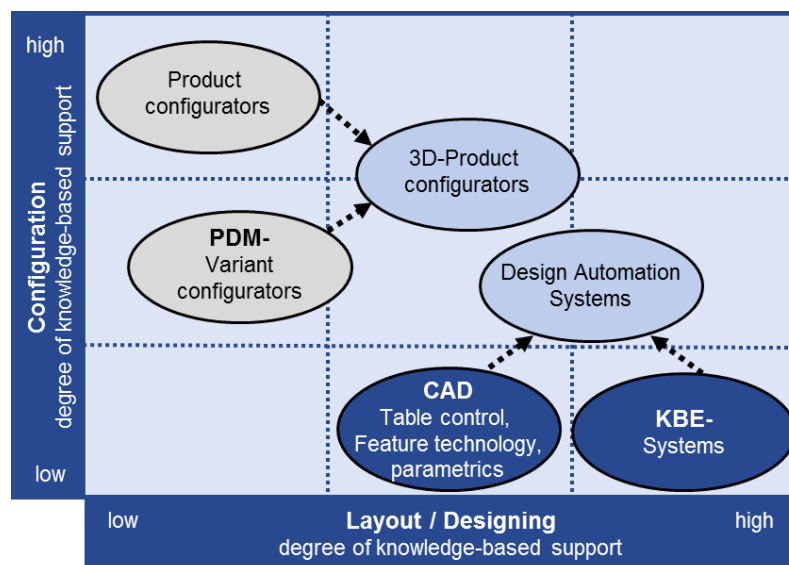 high
Product
configurators
3D-Product
configurators
Configuration
degree of knowledge-based support
PDM-
Variant
configurators
Design Automation
Systems
CAD
Table control,
Feature technology,
parametrics
KBE-
Systems
low
low
Layout / Designing
high
degree of knowledge-based support